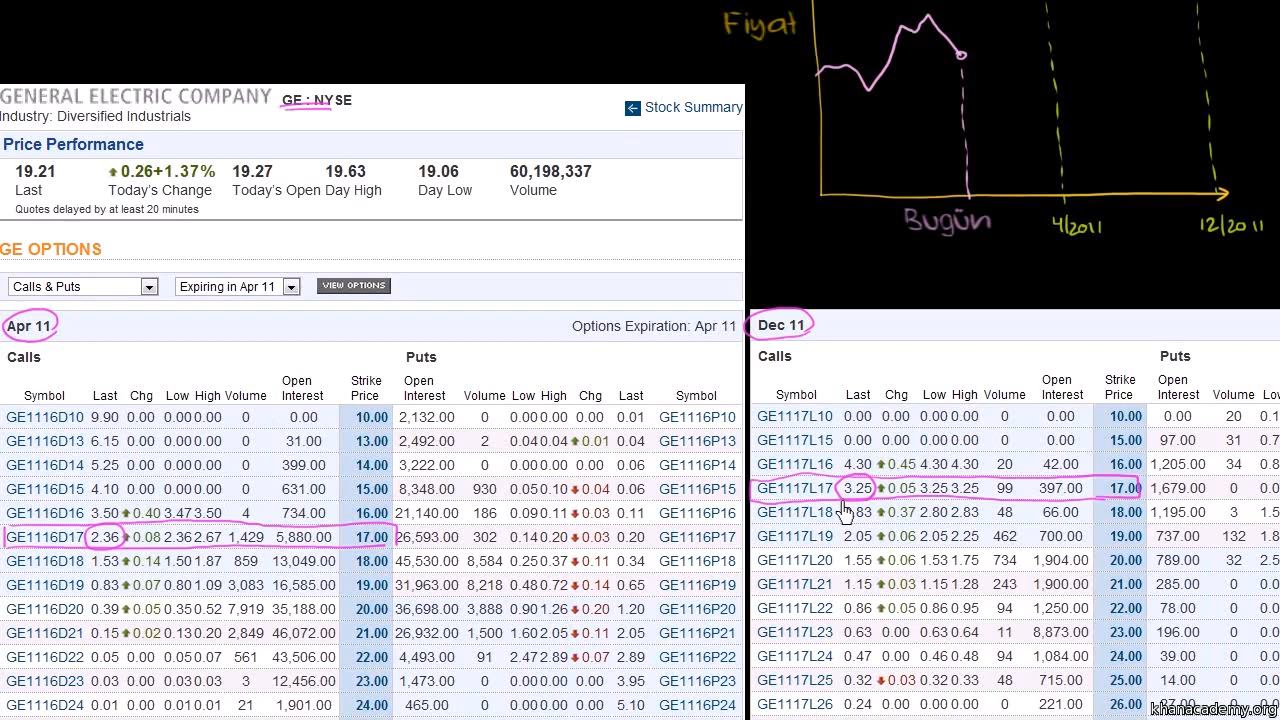 Fiyat
Bugün
4/2011
12/2011
GENERAL ELECTRIC COMPANY GE : NYSE
Industry: Diversified Industrials
Stock Summary
Price Performance
19.21 0.26+1.37% 19.27 19.63 19.06 60,198,337
Last Today's Change Today's Open Day High Day Low Volume
Quotes delayed by at least 20 minutes
GE OPTIONS
Calls & Puts Expiring in Apr 11 VIEW OPTIONS
Apr 11 Options Expiration: Apr 11
Calls Puts
Open Strike Open
Symbol Last Chg Low High Volume Interest Price Interest Volume Low High Chg Last Symbol
GE1116D10 9.90 0.00 0.00 0.00 0 0.00 10.00 2,132.00 0 0.00 0.00 0.00 0.01 GE1116P10
GE1116D13 6.15 0.00 0.00 0.00 0 31.00 13.00 2,492.00 2 0.04 0.04 0.01 0.04 GE1116P13
GE1116D14 5.25 0.00 0.00 0.00 0 399.00 14.00 3,222.00 0 0.00 0.00 0.00 0.06 GE1116P14
GE1116D15 4.10 0.00 0.00 0.00 0 631.00 15.00 8,348.00 930 0.05 0.10 0.04 0.06 GE1116P15
GE1116D16 3.50 0.40 3.47 3.50 4 734.00 16.00 21,140.00 186 0.09 0.11 0.03 0.11 GE1116P16
GE1116D17 2.36 0.08 2.36 2.67 1,429 5,880.00 17.00 26,593.00 302 0.14 0.20 0.03 0.20 GE1116P17
GE1116D18 1.53 0.14 1.50 1.87 859 13,049.00 18.00 45,530.00 8,584 0.25 0.37 0.11 0.34 GE1116P18
GE1116D19 0.83 0.07 0.80 1.09 3,083 16,585.00 19.00 31,963.00 8,218 0.48 0.72 0.14 0.65 GE1116P19
GE1116D20 0.39 0.05 0.35 0.52 7,919 35,188.00 20.00 36,698.00 3,888 0.90 1.26 0.20 1.20 GE1116P20
GE1116D21 0.15 0.02 0.13 0.20 2,849 46,072.00 21.00 26,932.00 1,500 1.60 2.05 0.11 2.05 GE1116P21
GE1116D22 0.05 0.00 0.05 0.07 561 43,506.00 22.00 4,493.00 91 2.47 2.89 0.07 2.89 GE1116P22
GE1116D23 0.03 0.00 0.03 0.03 3 12,456.00 23.00 1,473.00 0 0.00 0.00 0.00 3.95 GE1116P23
GE1116D24 0.01 0.00 0.01 0.01 21 1,901.00 24.00 465.00 0 0.00 0.00 0.00 5.10 GE1116P24
Dec 11
Calls Puts
Open Strike Open
Symbol Last Chg Low High Volume Interest Price Interest Volume
GE1117L10 0.00 0.00 0.00 0.00 0 0.00 10.00 0.00 20
GE1117L15 0.00 0.00 0.00 0.00 0 0.00 15.00 97.00 31
GE1117L16 4.30 0.45 4.30 4.30 20 42.00 16.00 1,205.00 34
GE1117L17 3.25 0.05 3.25 3.25 99 397.00 17.00 1,679.00 0
GE1117L18 0.37 2.80 2.83 48 66.00 18.00 1,195.00 3
GE1117L19 2.05 0.06 2.05 2.25 462 700.00 19.00 737.00 132
GE1117L20 1.55 0.06 1.53 1.75 734 1,904.00 20.00 789.00 32
GE1117L21 1.15 0.03 1.15 1.28 243 1,900.00 21.00 285.00 0
GE1117L22 0.86 0.05 0.86 0.95 94 1,250.00 22.00 78.00 0
GE1117L23 0.63 0.00 0.63 0.64 11 8,873.00 23.00 196.00 0
GE1117L24 0.47 0.00 0.46 0.48 94 1,084.00 24.00 39.00 0
GE1117L25 0.32 0.03 0.32 0.33 48 715.00 25.00 14.00 0
GE1117L26 0.24 0.00 0.00 0.00 0 221.00 26.00
khanacademy.org